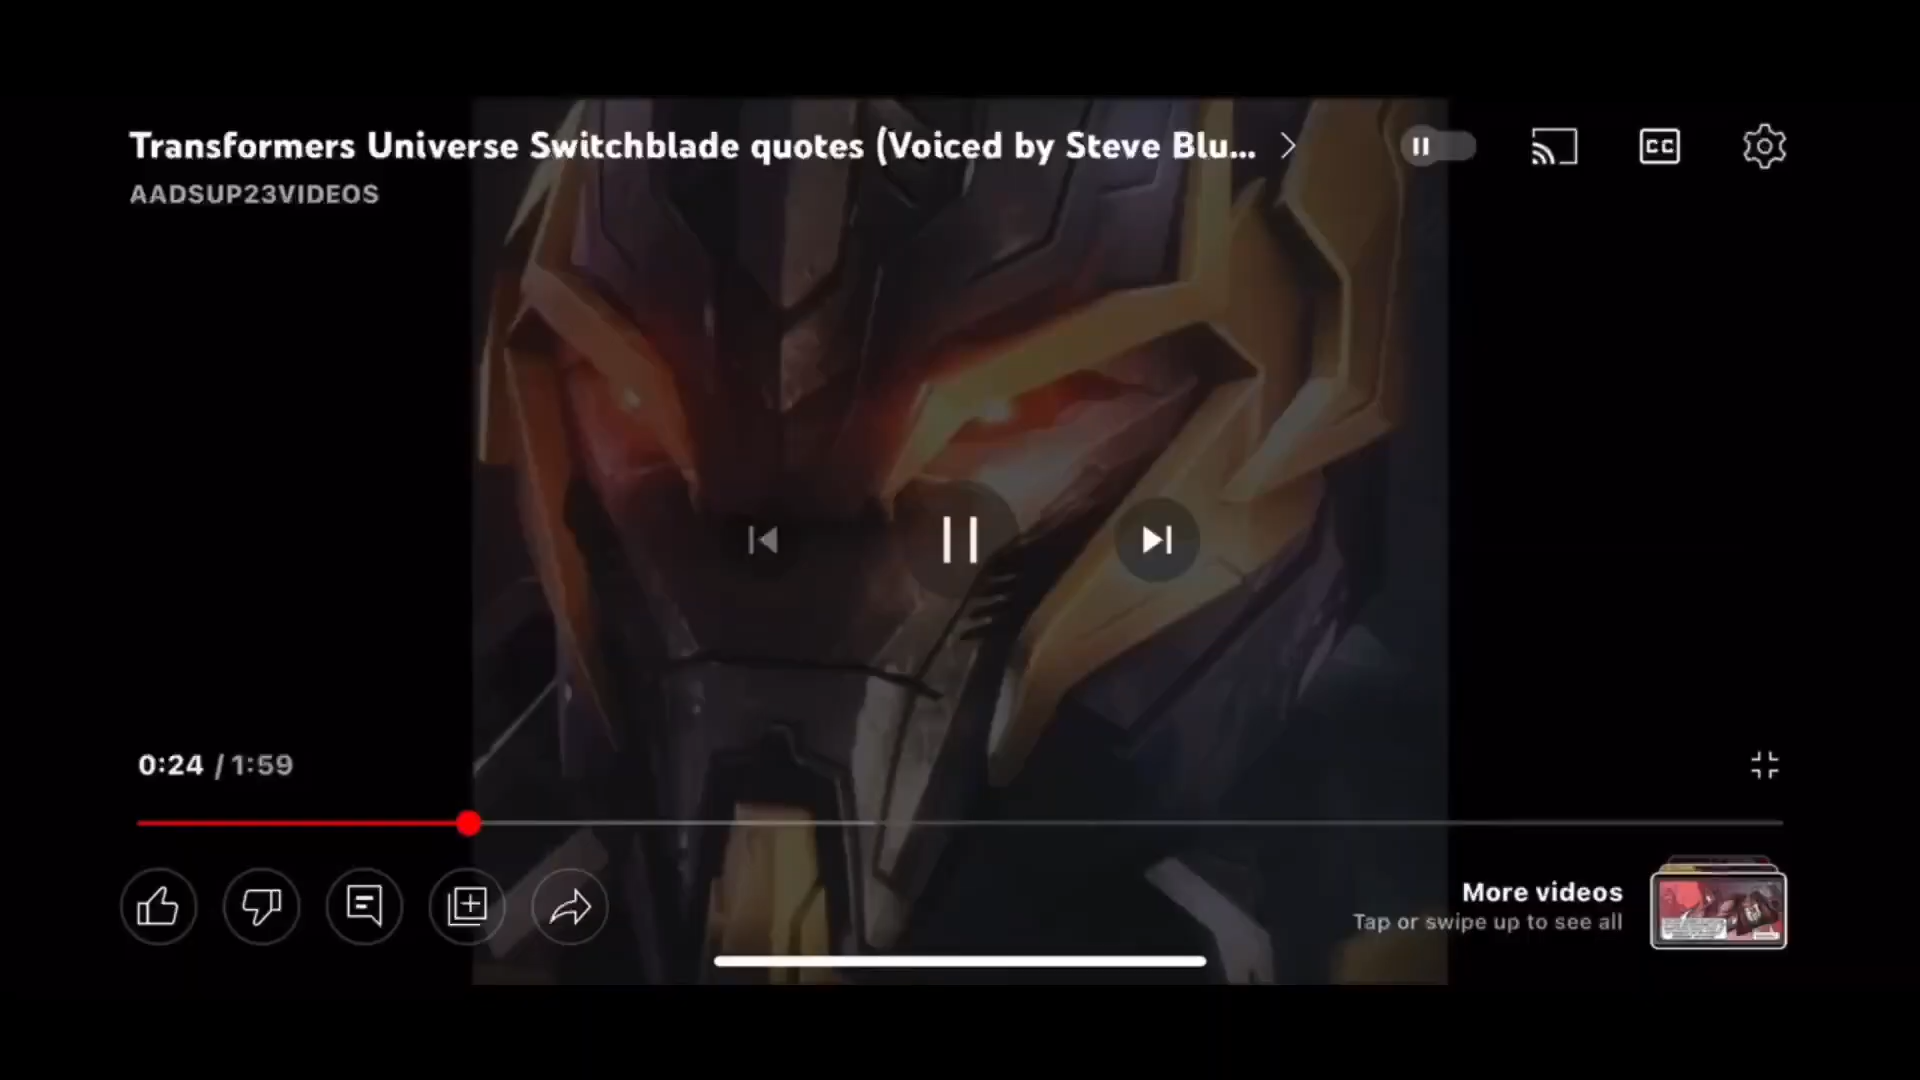 Transformers Universe Switchblade quotes (Voiced by Steve Blu...
AADSUP23VIDEOS
CC
0:24 / 1:59
More videos
Tap or swipe up to see all